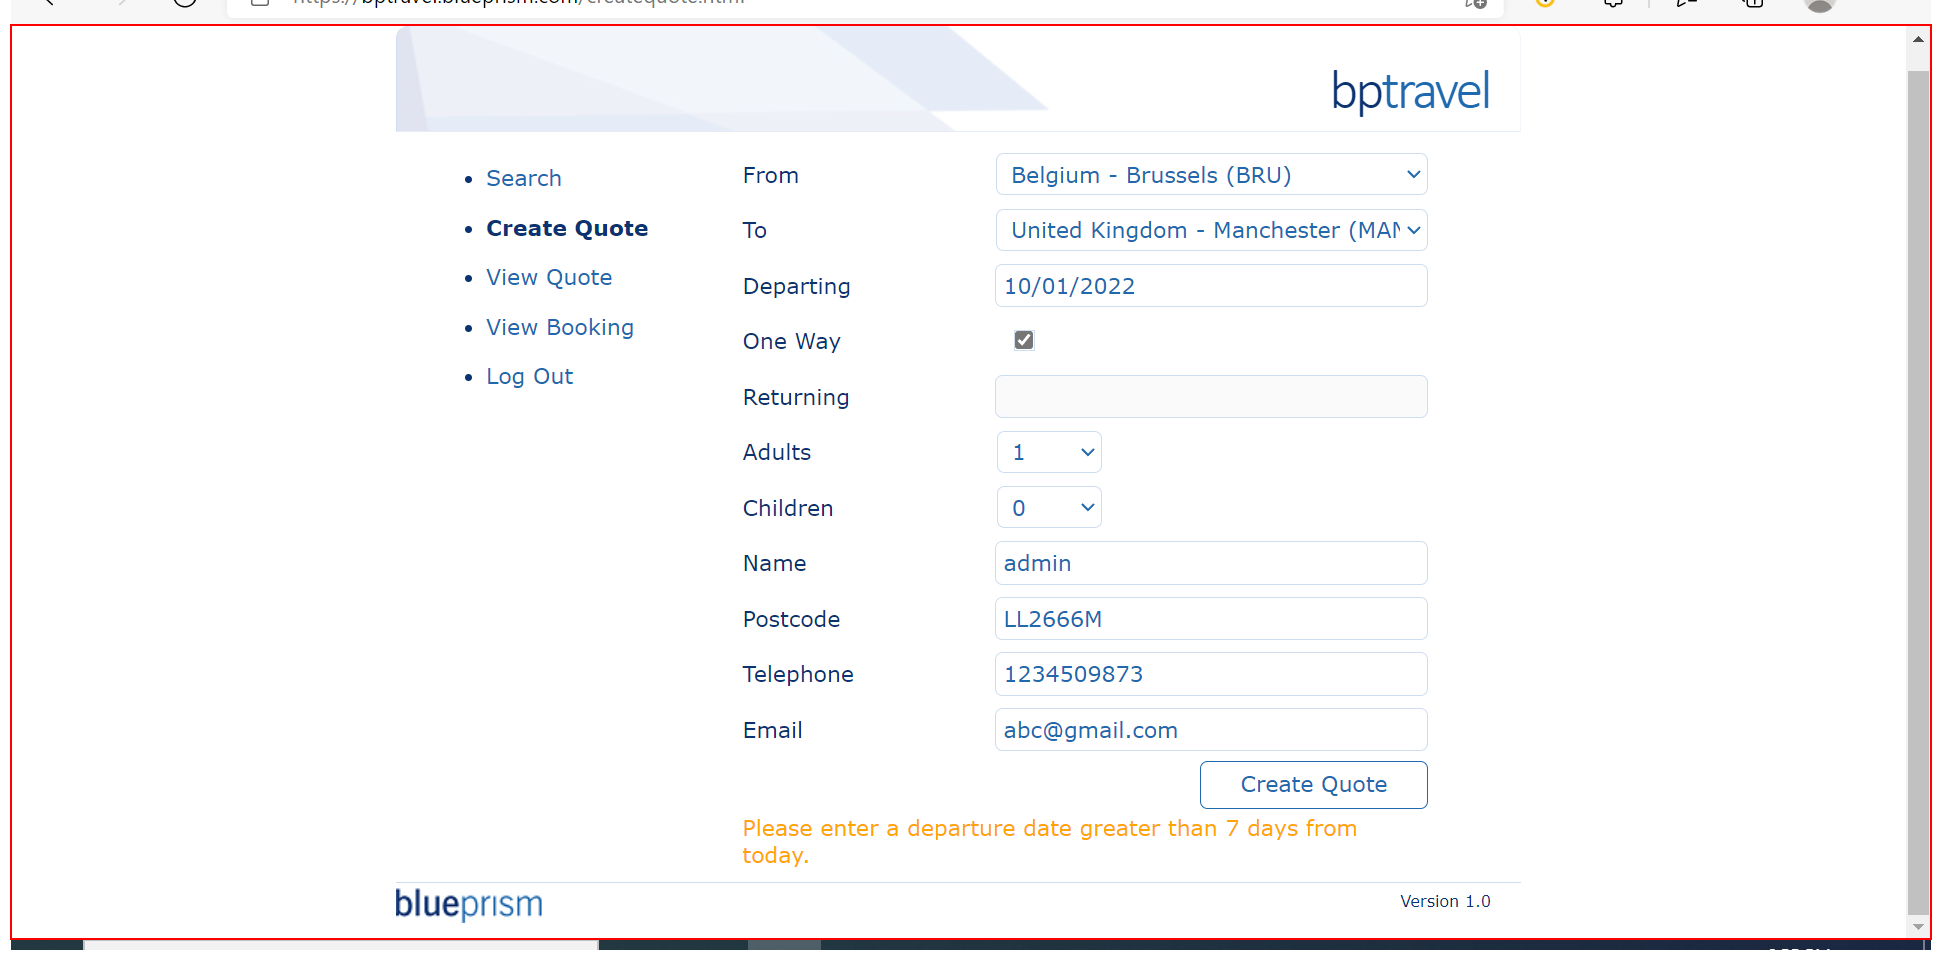 https://bptravel.blueprism.com/createquote.html
bptravel
Search
Create Quote
View Quote
View Booking
Log Out
From
Belgium - Brussels (BRU)
To
United Kingdom - Manchester (MAN
Departing
10/01/2022
One Way
Returning
Adults
1
Children
0
Name
admin
Postcode
LL2666M
Telephone
1234509873
Email
abc@gmail.com
Create Quote
Please enter a departure date greater than 7 days from
today.
blueprism
Version 1.0